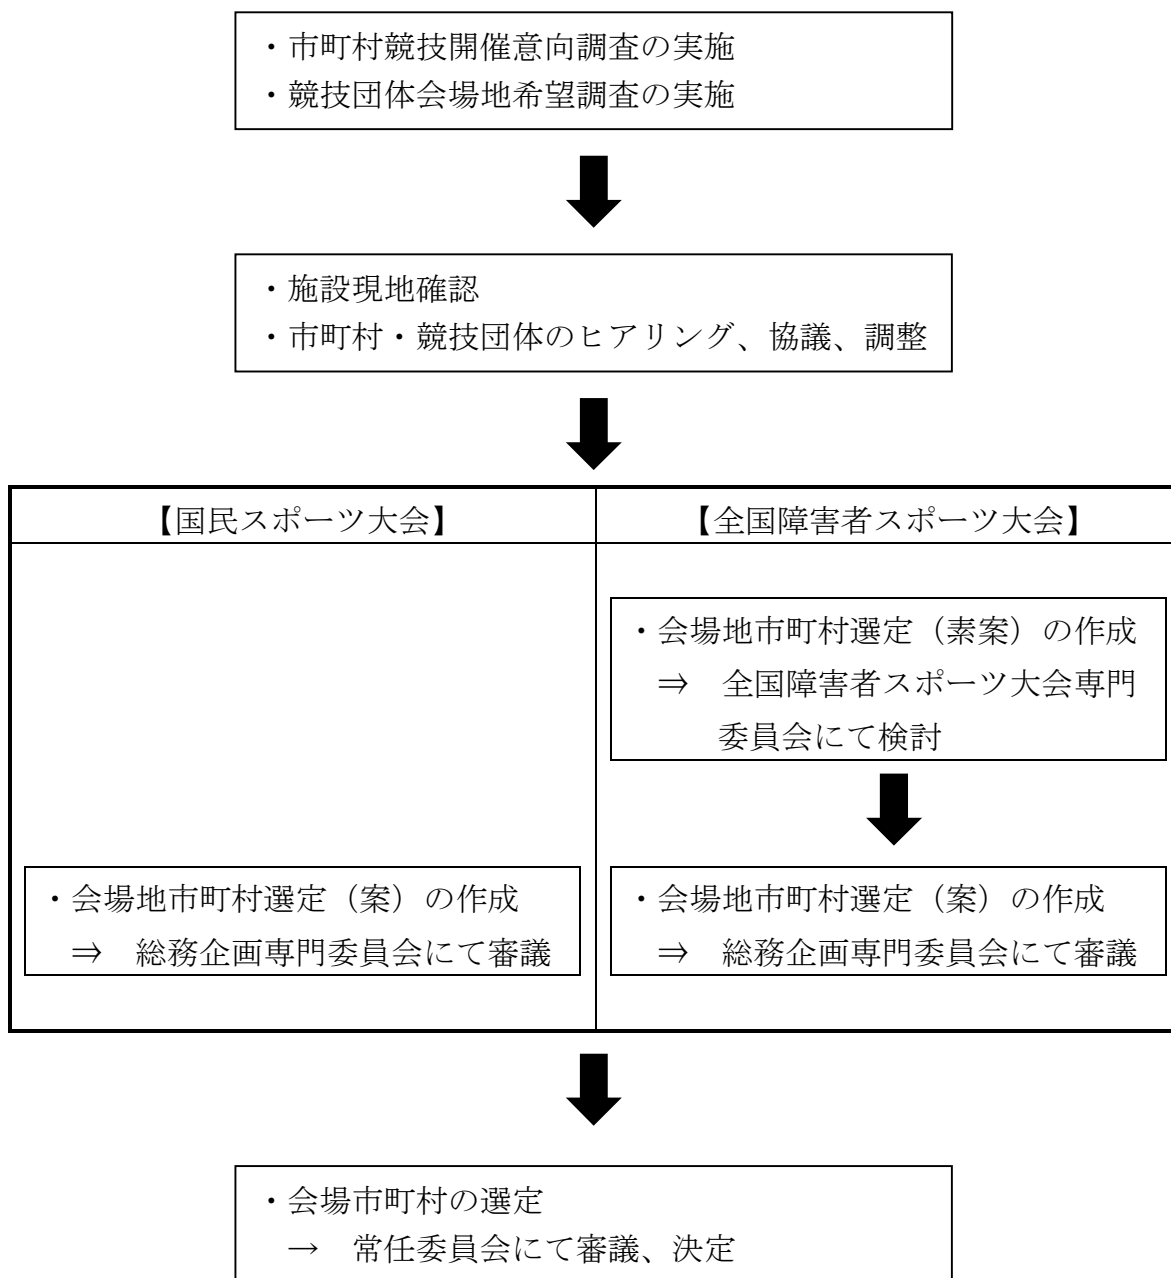 ・市町村競技開催意向調査の実施
・競技団体会場地希望調査の実施
・施設現地確認
・市町村・競技団体のヒアリング、協議、調整
【国民スポーツ大会】
【全国障害者スポーツ大会】
・会場地市町村選定（素案）の作成
⇒　全国障害者スポーツ大会専門
委員会にて検討
・会場地市町村選定（案）の作成
⇒　総務企画専門委員会にて審議
・会場地市町村選定（案）の作成
⇒　総務企画専門委員会にて審議
・会場市町村の選定
→　常任委員会にて審議、決定